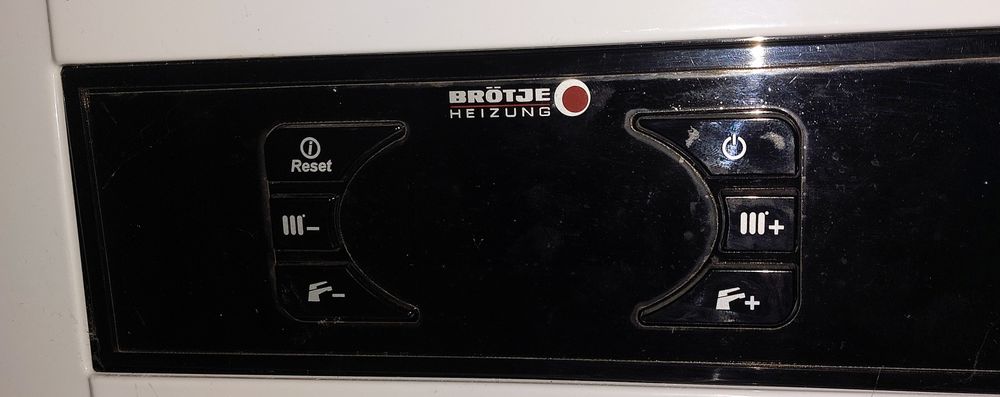 BRÖTJE
HEIZUNG
Reset